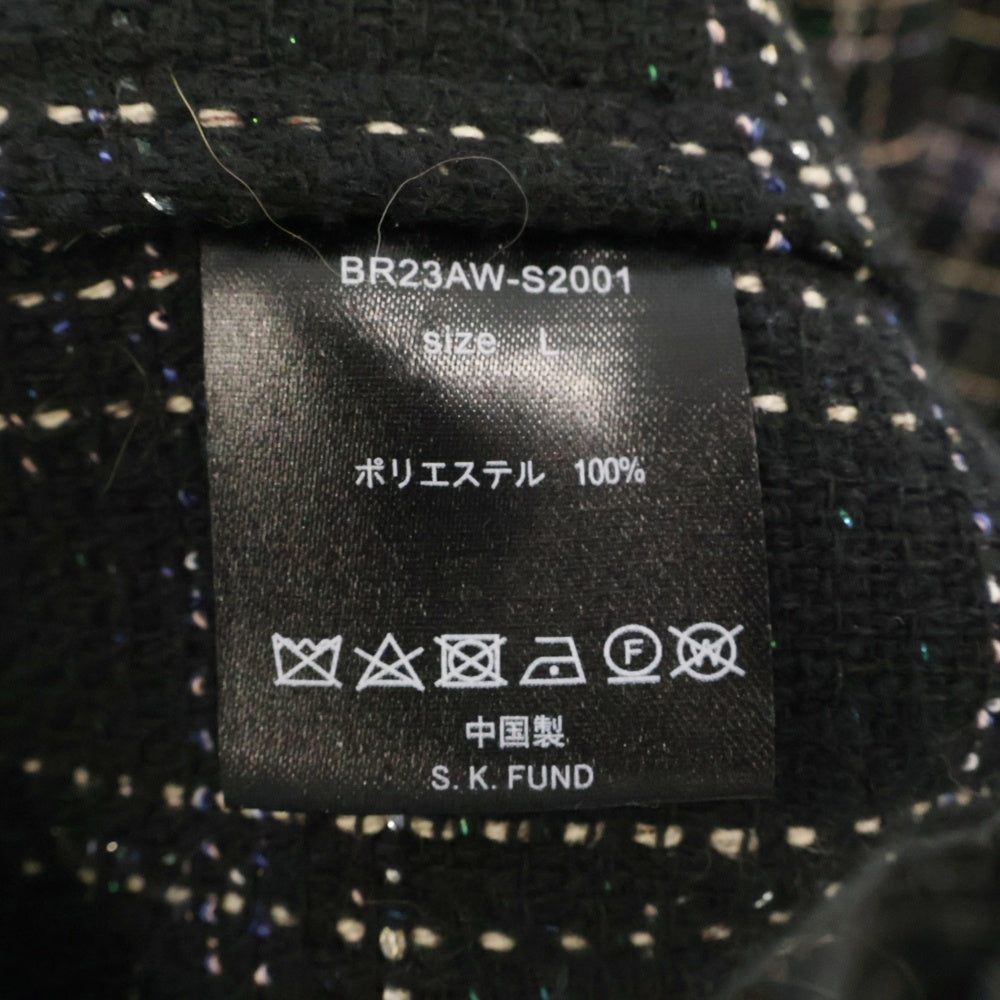 BR23AW-S2001
size L
ポリエステル 100%
F W
中国製
S. K. FUND